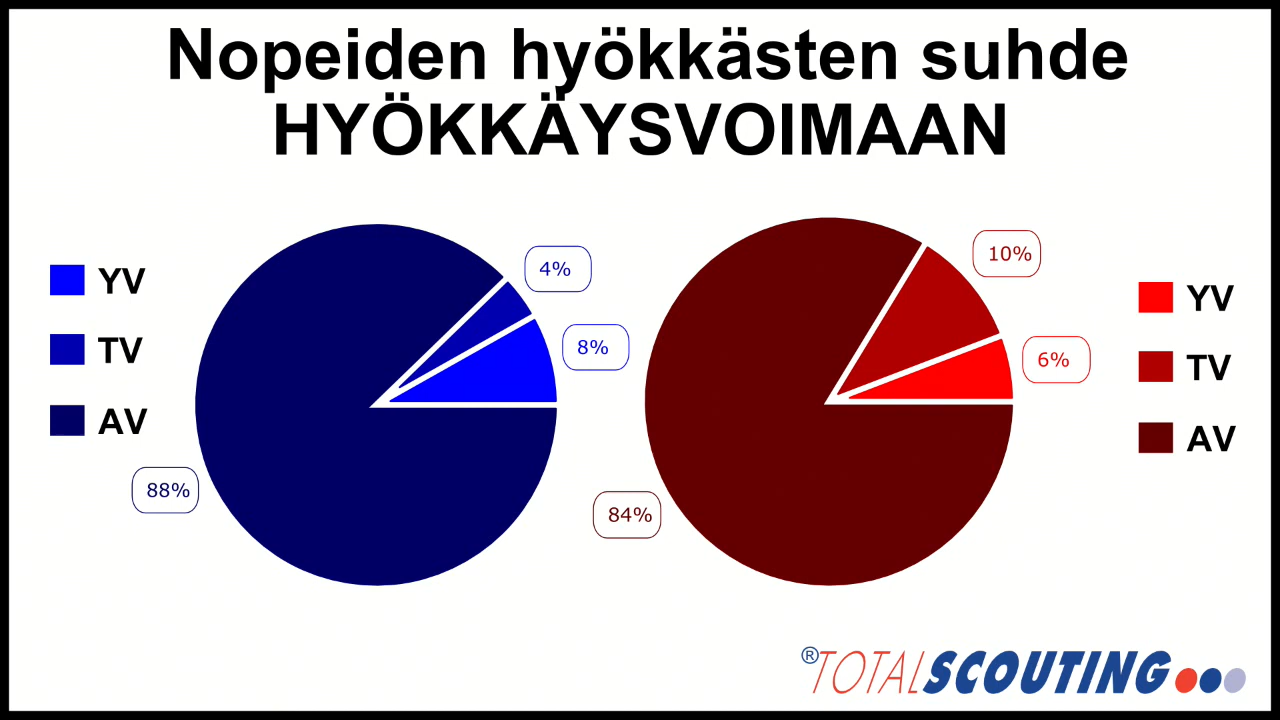 Nopeiden hyökkästen suhde
HYÖKKÄYSVOIMAAN
YV
TV
AV
4%
8%
88%
10%
6%
84%
YV
TV
AV
®TOTALSCOUTING